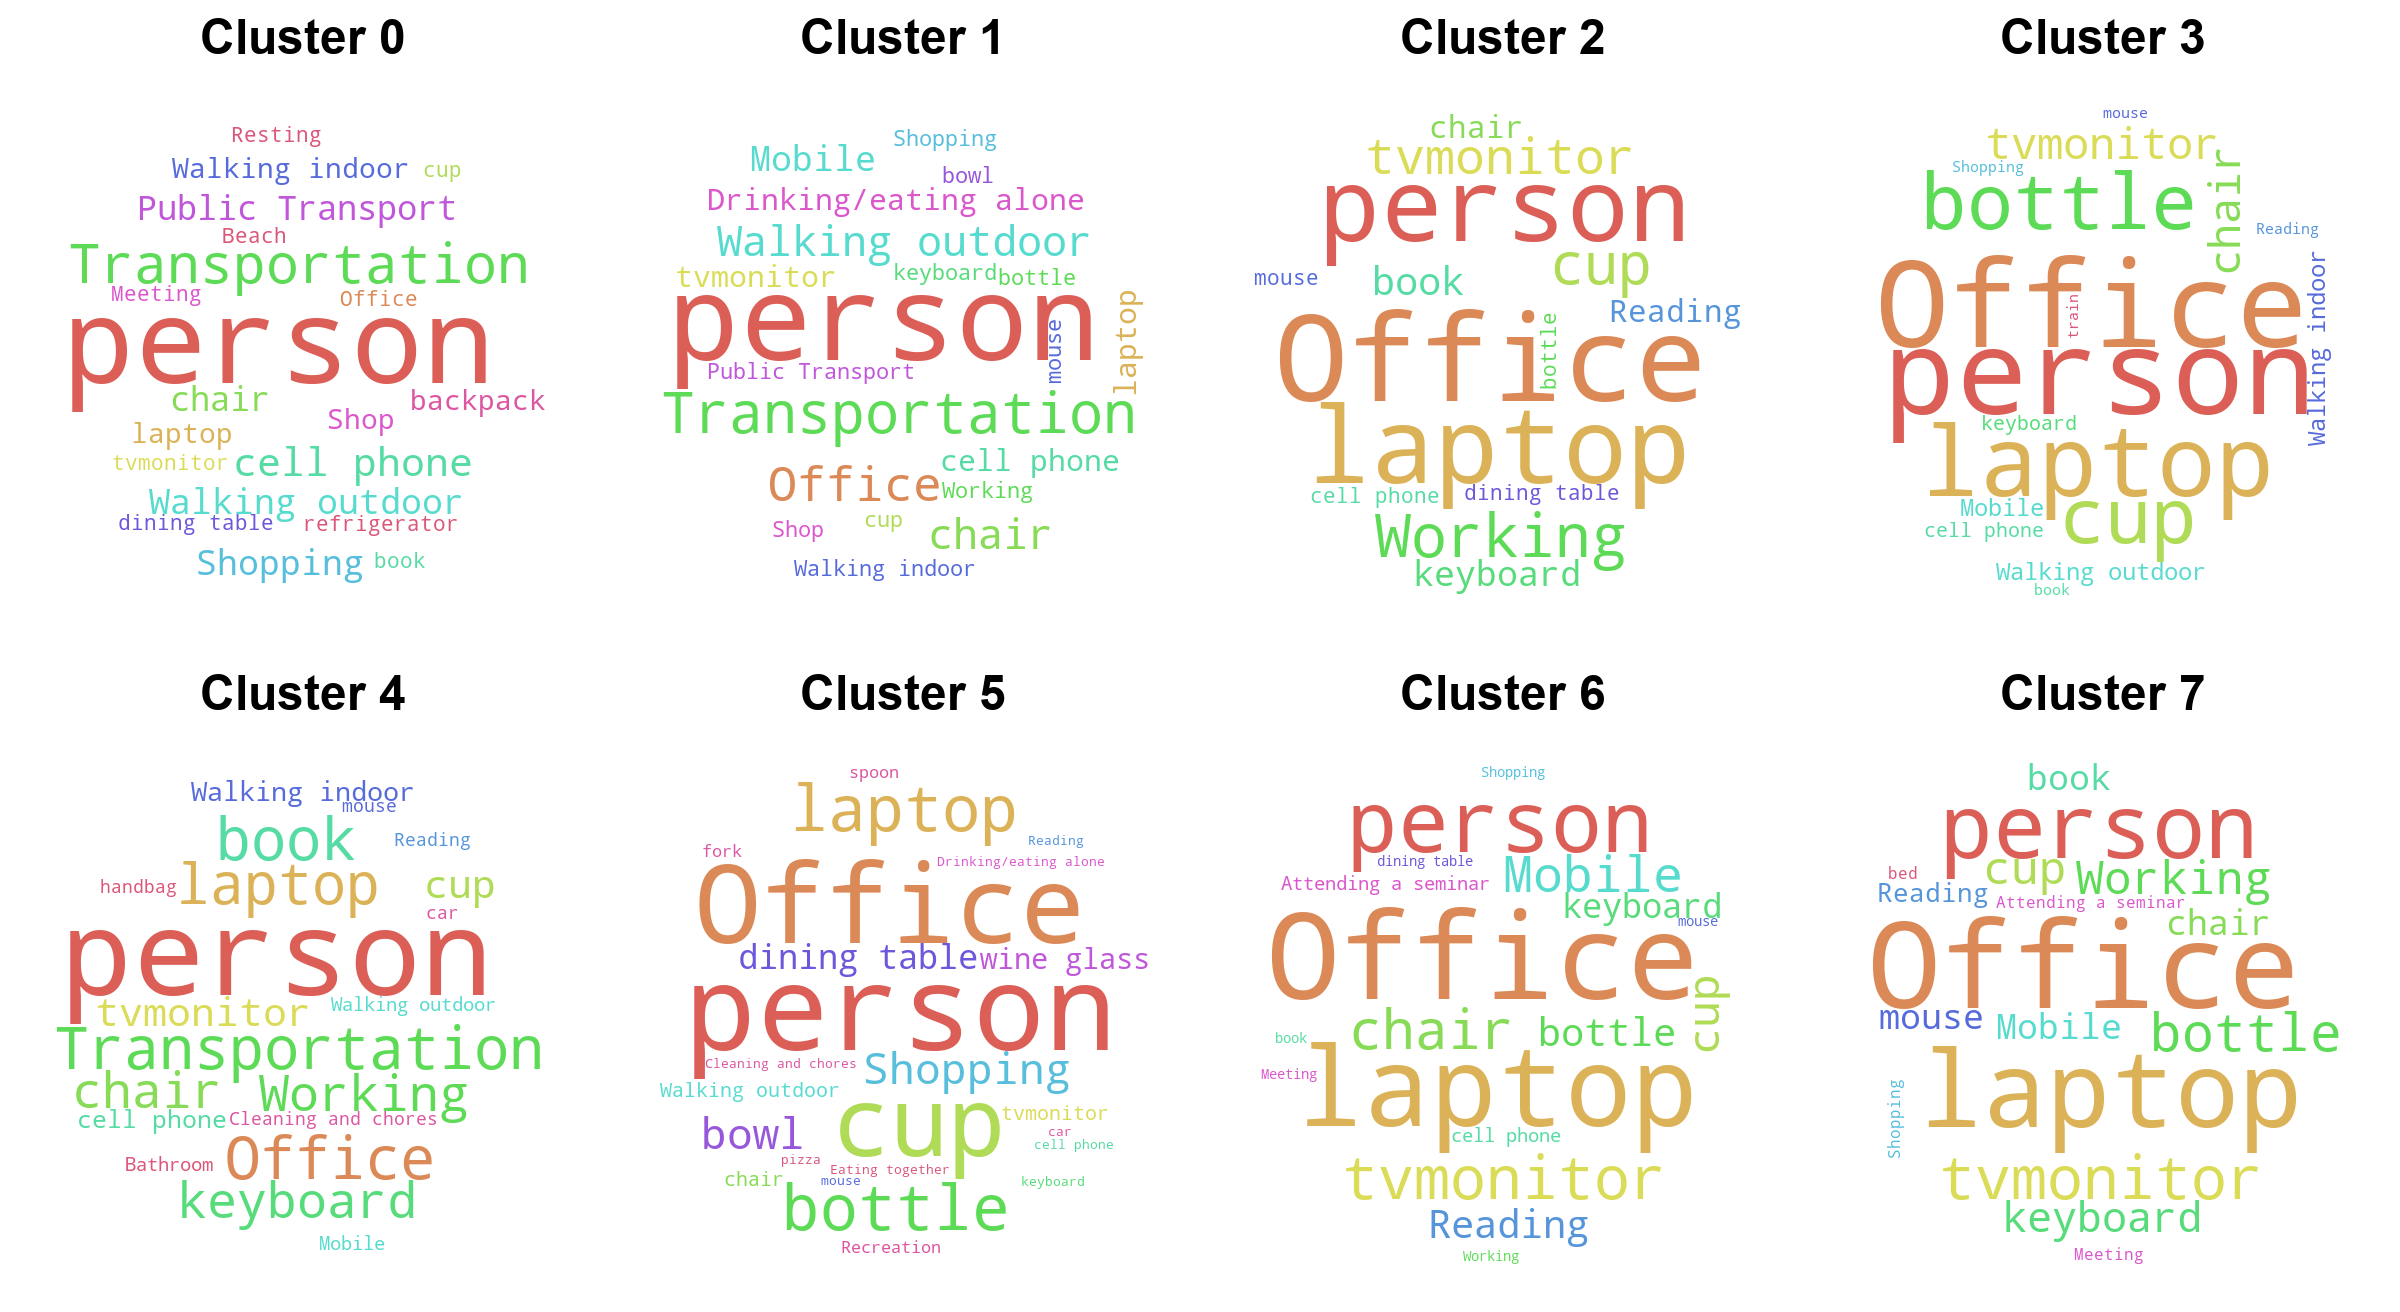 Cluster 0
Resting
Walking indoor cup
Public Transport
Beach
Transportation
Meeting Office
person
chair backpack
Shop
laptop
tvmonitor cell phone
Walking outdoor
dining table refrigerator
Shopping book
Cluster 1
Shopping
Mobile
bowl
Drinking/eating alone
Walking outdoor
tvmonitor keyboard bottle
person
mouse
laptop
Public Transport
Transportation
cell phone
Office Working
Shop cup
chair
Walking indoor
Cluster 2
chair
tvmonitor
person
cup
mouse book
Reading
Office
bottle
laptop
cell phone dining table
Working
keyboard
Cluster 3
mouse
tvmonitor
Shopping
bottle
chair
Reading
Office
train
Walking indoor
person
keyboard
laptop
Mobile
cup
cell phone
Walking outdoor
book
Cluster 4
Walking indoor
mouse
book
Reading
laptop
handbag cup
car
person
tvmonitor Walking outdoor
Transportation
chair Working
cell phone Cleaning and chores
Office
Bathroom
keyboard
Mobile
Cluster 5
spoon
laptop
Reading
fork
Drinking/eating alone
Office
dining table wine glass
person
Cleaning and chores Shopping
Walking outdoor
cup
tvmonitor
bowl car
cell phone
pizza
Eating together
chair mouse keyboard
bottle
Recreation
Cluster 6
Shopping
person
dining table
Attending a seminar Mobile
keyboard
mouse
Office
cup
chair bottle
book
laptop
Meeting
cell phone
tvmonitor
Reading
Working
Cluster 7
book
person
bed cup Working
Reading
Attending a seminar
chair
Office
mouse Mobile bottle
laptop
Shopping
tvmonitor
keyboard
Meeting